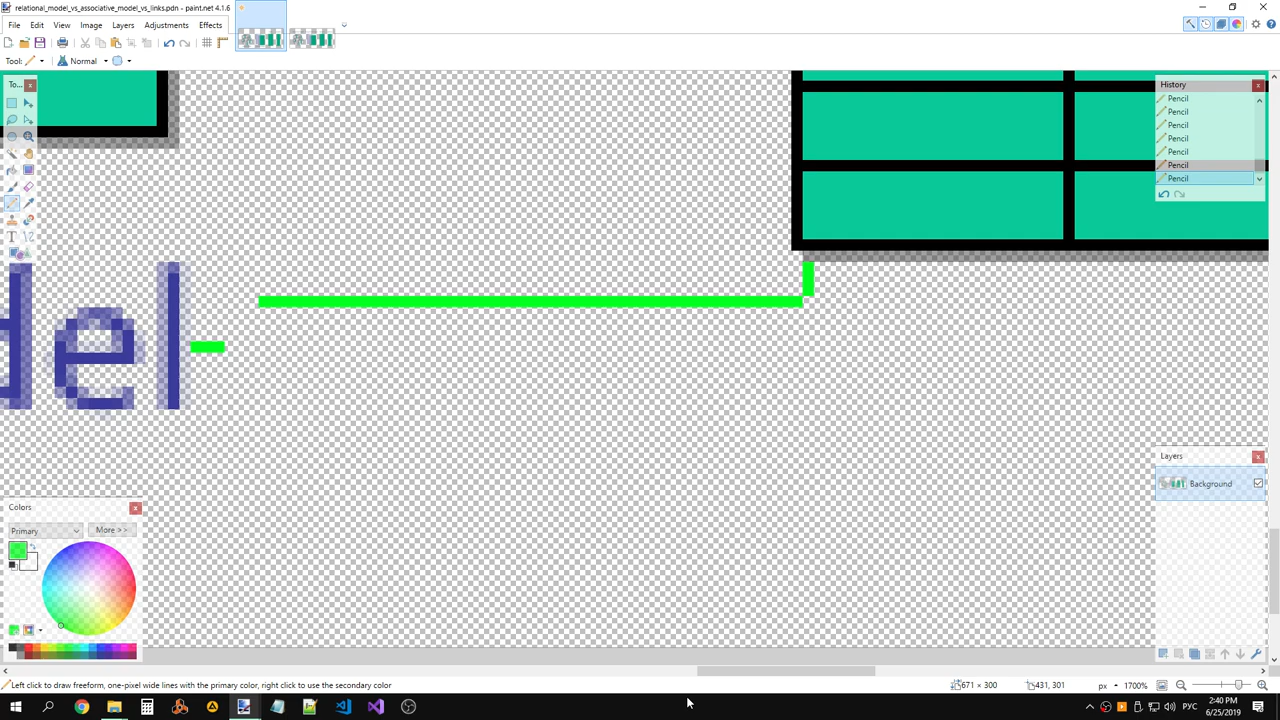 relational_model_vs_associative_model_vs_links.pdn - paint.net 4.1.6
File Edit View Image Layers Adjustments Effects
Tool: Normal
To...
History
Pencil
Pencil
Pencil
Pencil
Pencil
Pencil
Pencil
del
Layers
Background
Colors
Primary
More >>
Left click to draw freeform, one-pixel wide lines with the primary color, right click to use the secondary color
671 × 300
431, 301
px
1700%
РУС
2:40 PM
6/25/2019